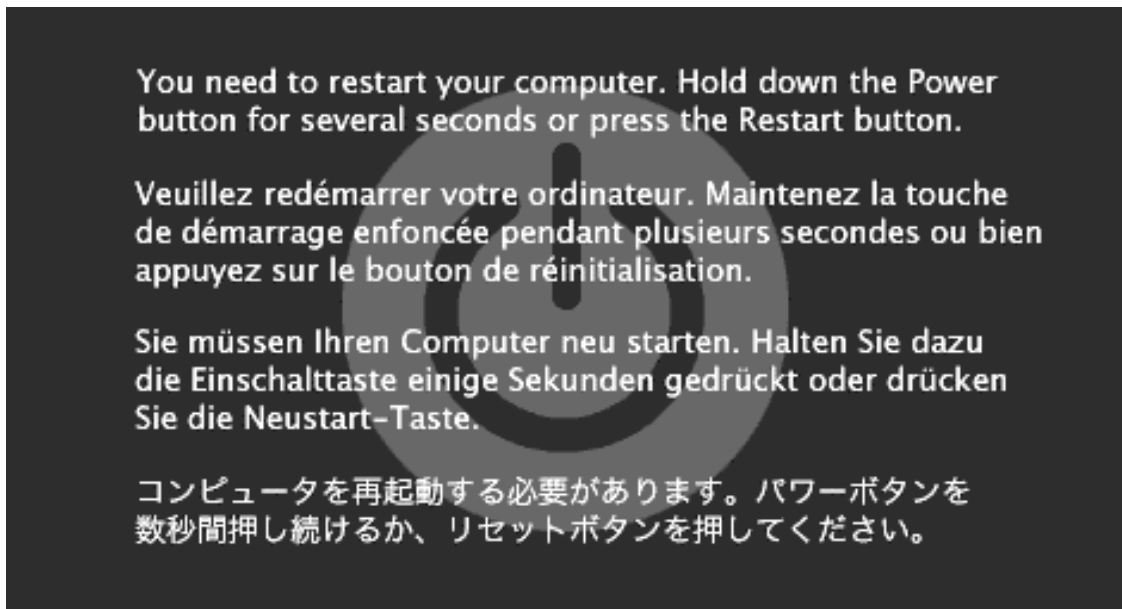 You need to restart your computer. Hold down the Power
button for several seconds or press the Restart button.
Veuillez redémarrer votre ordinateur. Maintenez la touche
de démarrage enfoncée pendant plusieurs secondes ou bien
appuyez sur le bouton de réinitialisation.
Sie müssen Ihren Computer neu starten. Halten Sie dazu
die Einschalttaste einige Sekunden gedrückt oder drücken
Sie die Neustart-Taste.
コンピュータを再起動する必要があります。パワーボタンを
数秒間押し続けるか、リセットボタンを押してください。